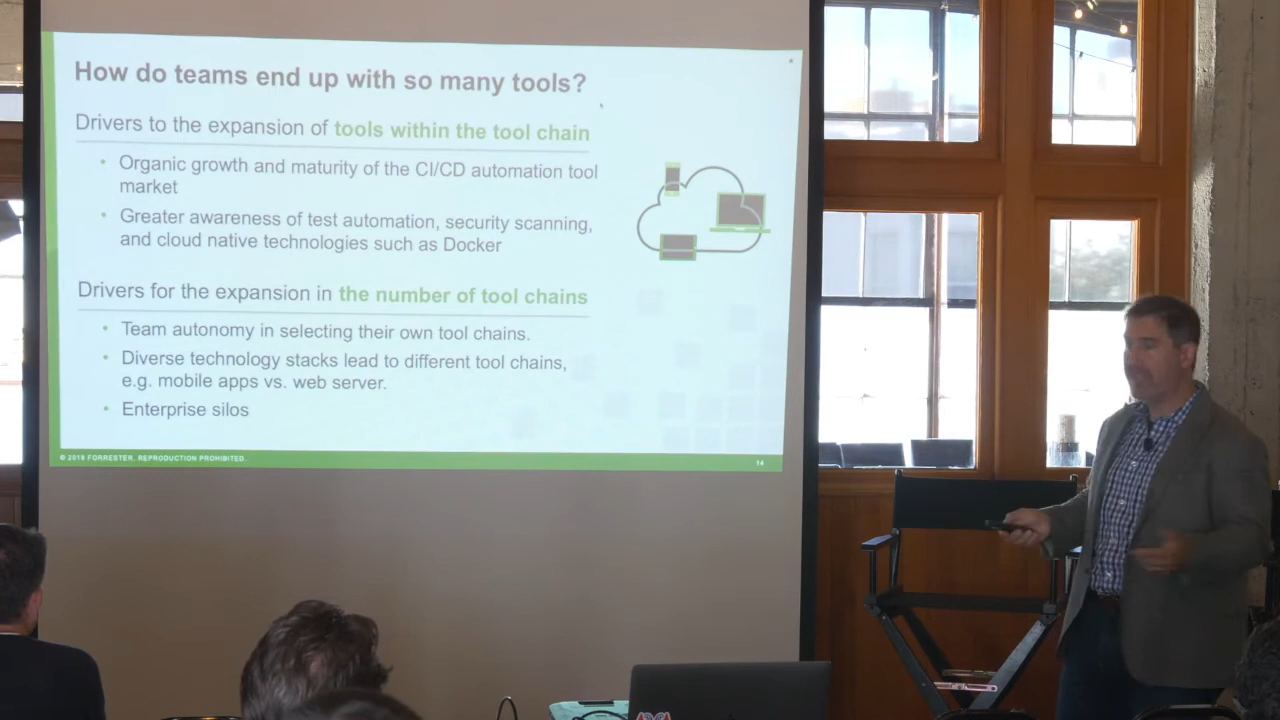 How do teams end up with so many tools?
Drivers to the expansion of tools within the tool chain
• Organic growth and maturity of the CI/CD automation tool
market
• Greater awareness of test automation, security scanning,
and cloud native technologies such as Docker
Drivers for the expansion in the number of tool chains
• Team autonomy in selecting their own tool chains.
• Diverse technology stacks lead to different tool chains,
e.g. mobile apps vs. web server.
• Enterprise silos
© 2018 FORRESTER. REPRODUCTION PROHIBITED.
14